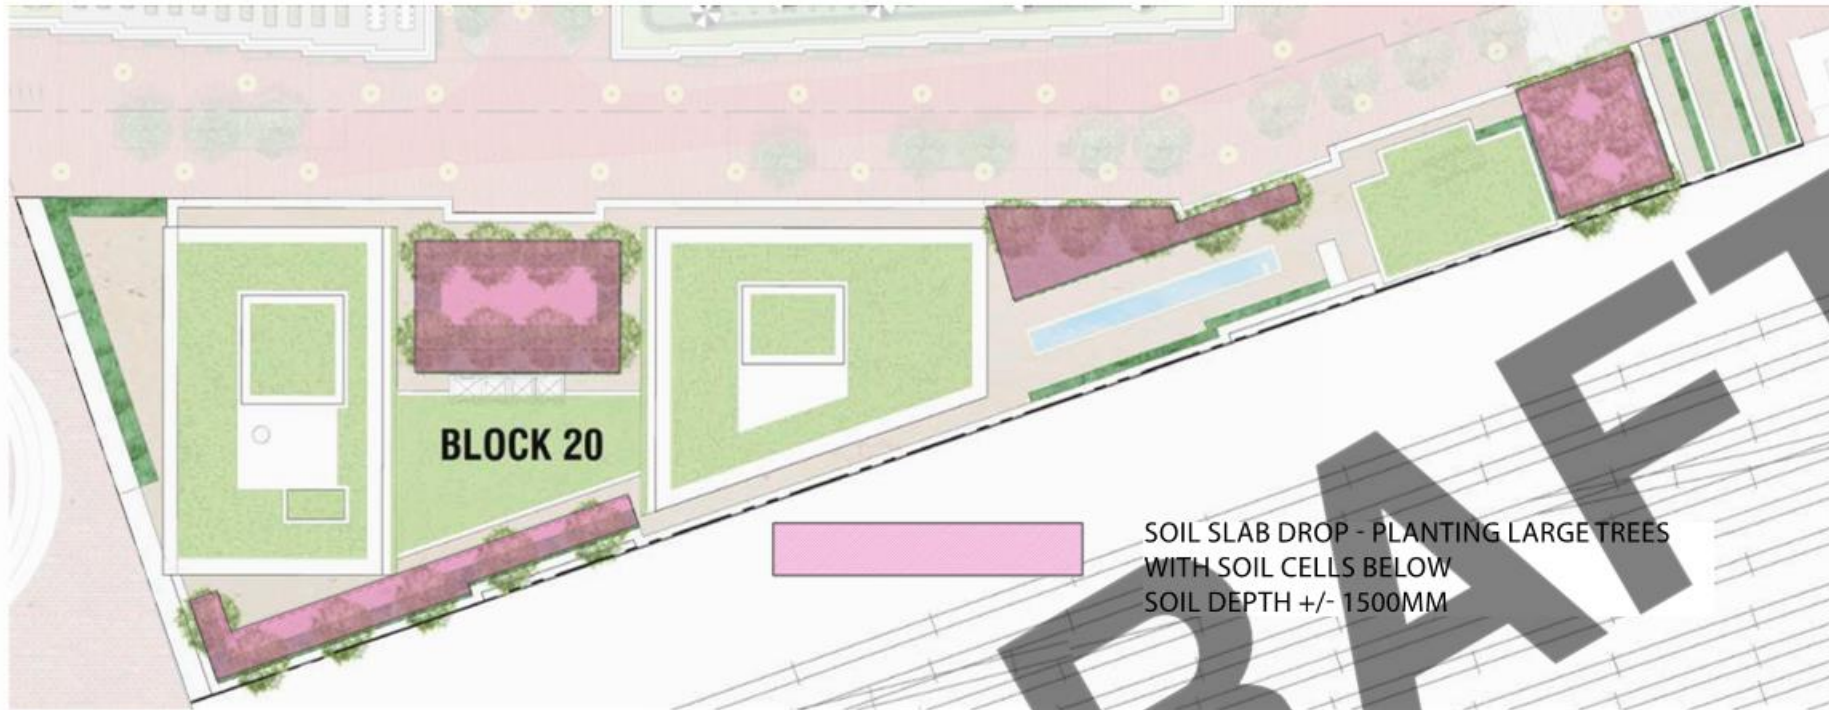 BLOCK 20
SOIL SLAB DROP - PLANTING LARGE TREES
WITH SOIL CELLS BELOW
SOIL DEPTH +/- 1500MM
RAFT